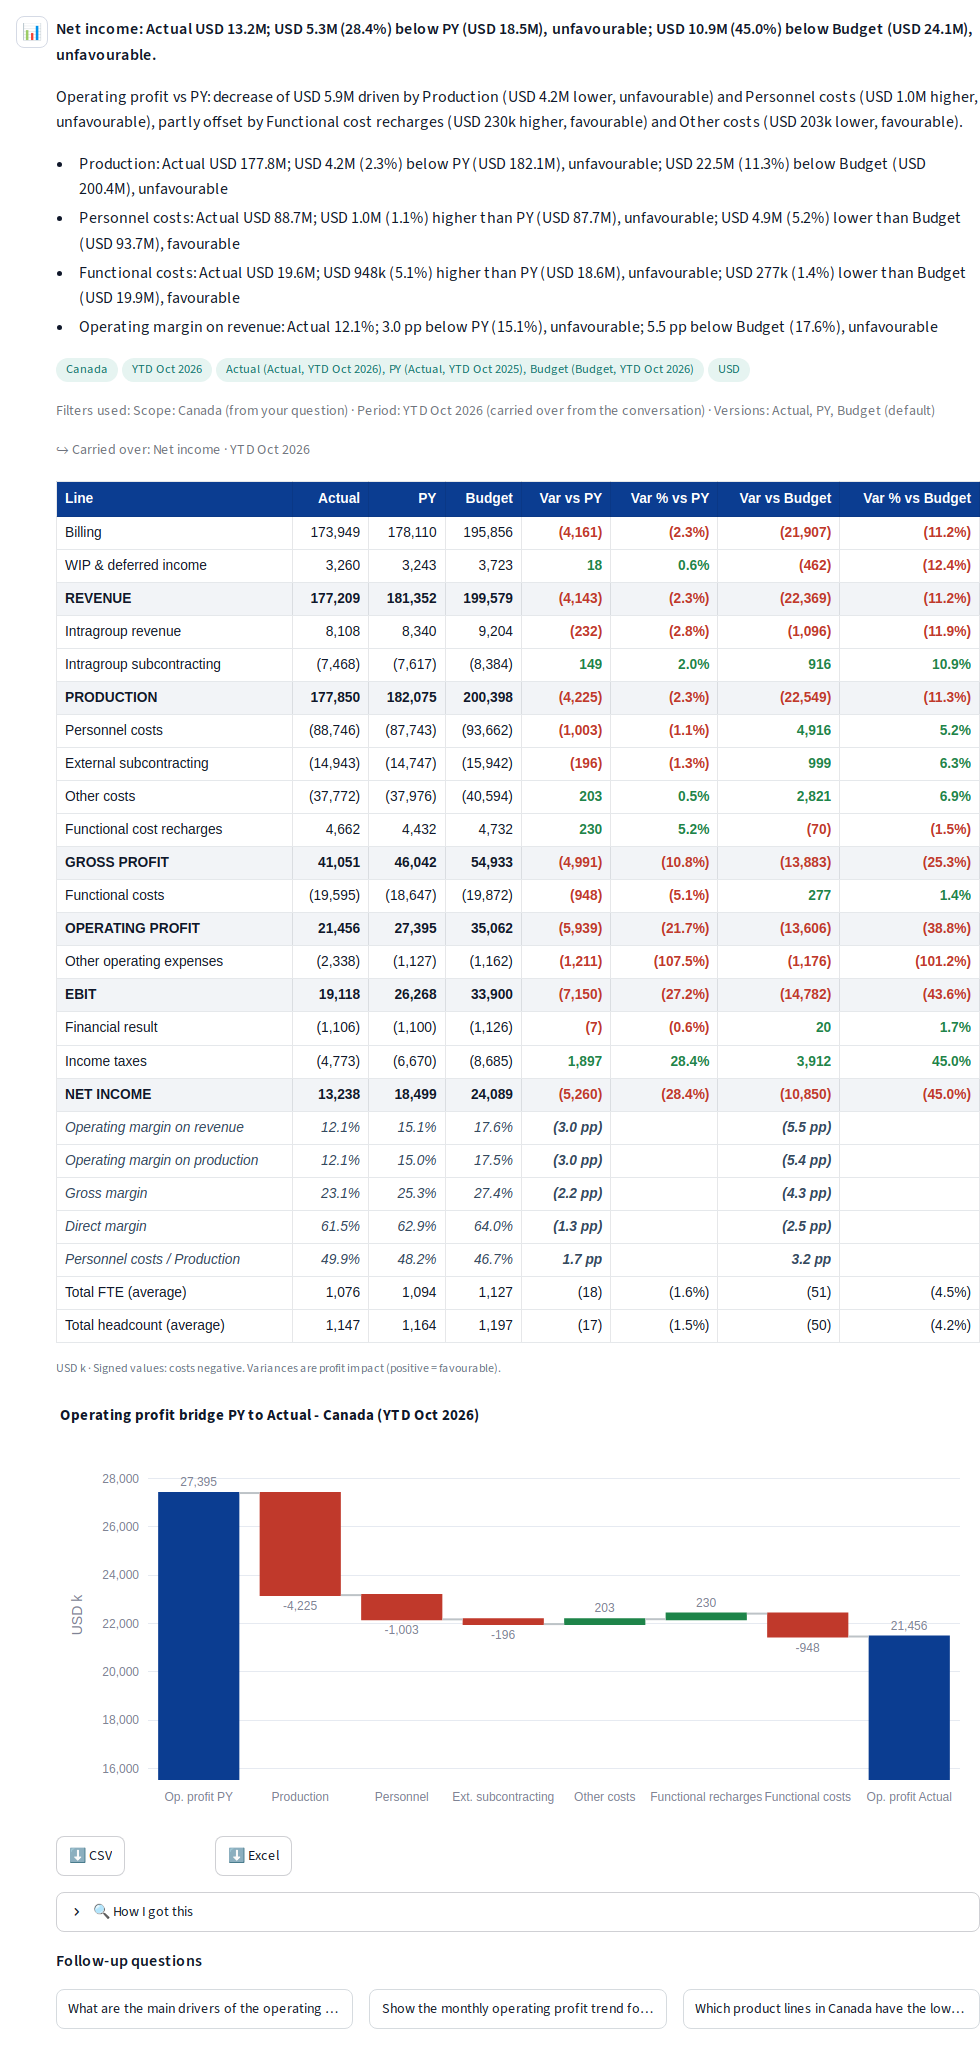 Net income: Actual USD 13.2M; USD 5.3M (28.4%) below PY (USD 18.5M), unfavourable; USD 10.9M (45.0%) below Budget (USD 24.1M),
unfavourable.
Operating profit vs PY: decrease of USD 5.9M driven by Production (USD 4.2M lower, unfavourable) and Personnel costs (USD 1.0M higher,
unfavourable), partly offset by Functional cost recharges (USD 230k higher, favourable) and Other costs (USD 203k lower, favourable).
• Production: Actual USD 177.8M; USD 4.2M (2.3%) below PY (USD 182.1M), unfavourable; USD 22.5M (11.3%) below Budget (USD
200.4M), unfavourable
• Personnel costs: Actual USD 88.7M; USD 1.0M (1.1%) higher than PY (USD 87.7M), unfavourable; USD 4.9M (5.2%) lower than Budget
(USD 93.7M), favourable
• Functional costs: Actual USD 19.6M; USD 948k (5.1%) higher than PY (USD 18.6M), unfavourable; USD 277k (1.4%) lower than Budget
(USD 19.9M), favourable
• Operating margin on revenue: Actual 12.1%; 3.0 pp below PY (15.1%), unfavourable; 5.5 pp below Budget (17.6%), unfavourable
Canada YTD Oct 2026 Actual (Actual, YTD Oct 2026), PY (Actual, YTD Oct 2025), Budget (Budget, YTD Oct 2026) USD
Filters used: Scope: Canada (from your question) · Period: YTD Oct 2026 (carried over from the conversation) · Versions: Actual, PY, Budget (default)
↪ Carried over: Net income · YTD Oct 2026
Line Actual PY Budget Var vs PY Var % vs PY Var vs Budget Var % vs Budget
Billing 173,949 178,110 195,856 (4,161) (2.3%) (21,907) (11.2%)
WIP & deferred income 3,260 3,243 3,723 18 0.6% (462) (12.4%)
REVENUE 177,209 181,352 199,579 (4,143) (2.3%) (22,369) (11.2%)
Intragroup revenue 8,108 8,340 9,204 (232) (2.8%) (1,096) (11.9%)
Intragroup subcontracting (7,468) (7,617) (8,384) 149 2.0% 916 10.9%
PRODUCTION 177,850 182,075 200,398 (4,225) (2.3%) (22,549) (11.3%)
Personnel costs (88,746) (87,743) (93,662) (1,003) (1.1%) 4,916 5.2%
External subcontracting (14,943) (14,747) (15,942) (196) (1.3%) 999 6.3%
Other costs (37,772) (37,976) (40,594) 203 0.5% 2,821 6.9%
Functional cost recharges 4,662 4,432 4,732 230 5.2% (70) (1.5%)
GROSS PROFIT 41,051 46,042 54,933 (4,991) (10.8%) (13,883) (25.3%)
Functional costs (19,595) (18,647) (19,872) (948) (5.1%) 277 1.4%
OPERATING PROFIT 21,456 27,395 35,062 (5,939) (21.7%) (13,606) (38.8%)
Other operating expenses (2,338) (1,127) (1,162) (1,211) (107.5%) (1,176) (101.2%)
EBIT 19,118 26,268 33,900 (7,150) (27.2%) (14,782) (43.6%)
Financial result (1,106) (1,100) (1,126) (7) (0.6%) 20 1.7%
Income taxes (4,773) (6,670) (8,685) 1,897 28.4% 3,912 45.0%
NET INCOME 13,238 18,499 24,089 (5,260) (28.4%) (10,850) (45.0%)
Operating margin on revenue 12.1% 15.1% 17.6% (3.0 pp) (5.5 pp)
Operating margin on production 12.1% 15.0% 17.5% (3.0 pp) (5.4 pp)
Gross margin 23.1% 25.3% 27.4% (2.2 pp) (4.3 pp)
Direct margin 61.5% 62.9% 64.0% (1.3 pp) (2.5 pp)
Personnel costs / Production 49.9% 48.2% 46.7% 1.7 pp 3.2 pp
Total FTE (average) 1,076 1,094 1,127 (18) (1.6%) (51) (4.5%)
Total headcount (average) 1,147 1,164 1,197 (17) (1.5%) (50) (4.2%)
USD k · Signed values: costs negative. Variances are profit impact (positive = favourable).
Operating profit bridge PY to Actual - Canada (YTD Oct 2026)
USD k
28,000
26,000
24,000
22,000
20,000
18,000
16,000
27,395 -4,225 -1,003 -196 203 230 -948 21,456
Op. profit PY Production Personnel Ext. subcontracting Other costs Functional recharges Functional costs Op. profit Actual
⬇️ CSV ⬇️ Excel
🔍 How I got this
Follow-up questions
What are the main drivers of the operating …
Show the monthly operating profit trend fo…
Which product lines in Canada have the low…